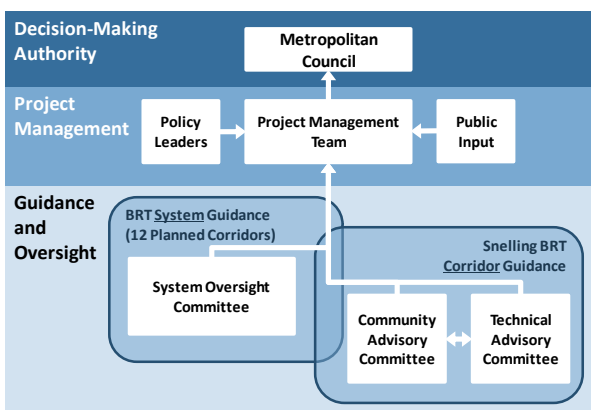 Decision-Making
Authority
Metropolitan
Council
Project
Management
Policy
Leaders
Project Management
Team
Public
Input
Guidance
and
Oversight
BRT System Guidance
(12 Planned Corridors)
Snelling BRT
Corridor Guidance
System Oversight
Committee
Community
Advisory
Committee
Technical
Advisory
Committee